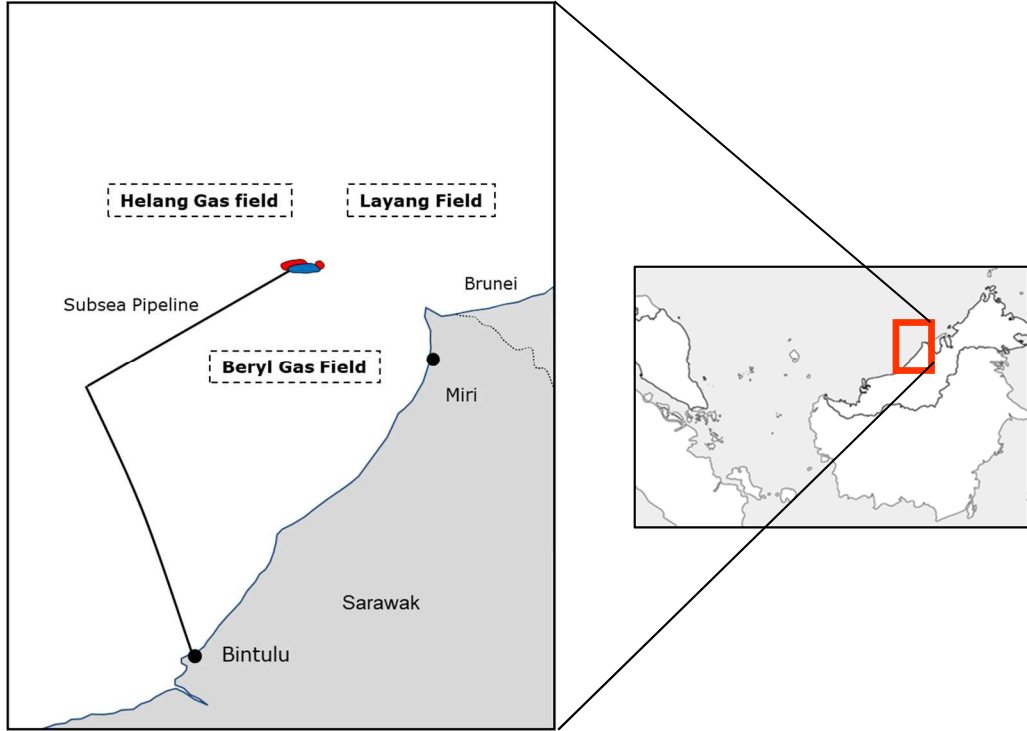 Helang Gas field
Layang Field
Brunei
Subsea Pipeline
Beryl Gas Field
Miri
Sarawak
Bintulu